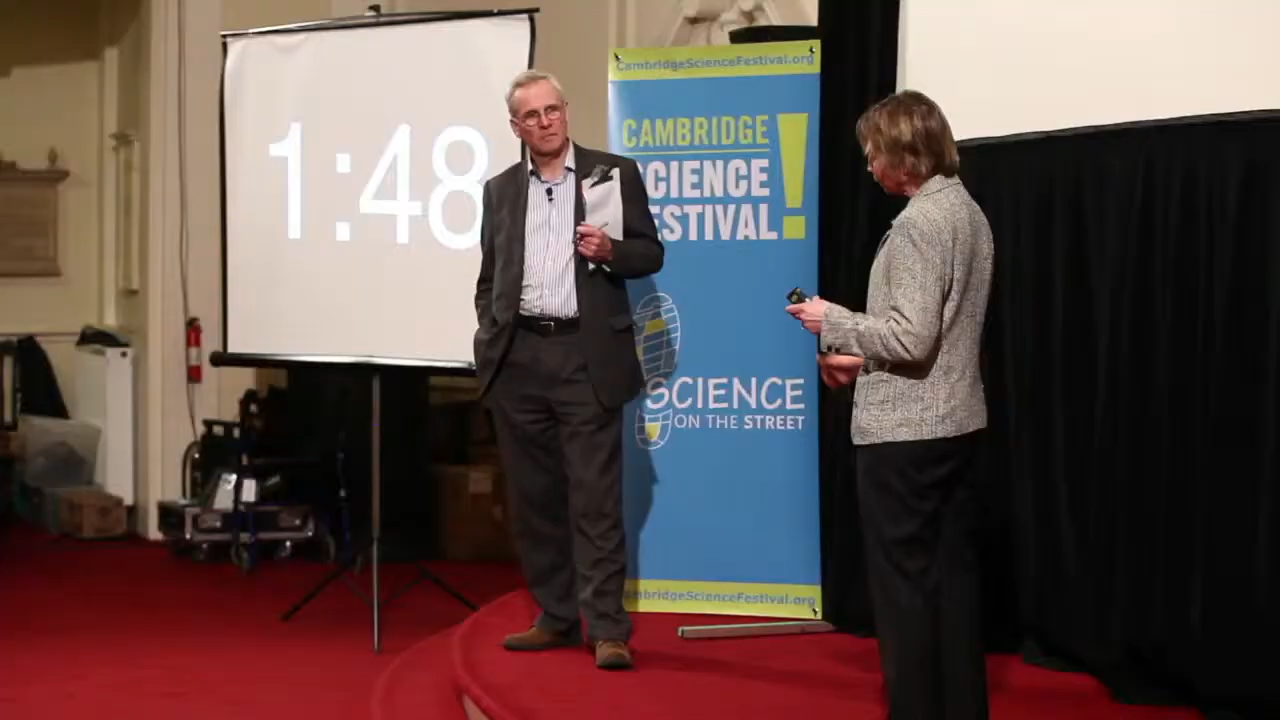 1:48
CambridgeScienceFestival.org
CAMBRIDGE
SCIENCE
FESTIVAL!
SCIENCE
ON THE STREET
CambridgeScienceFestival.org